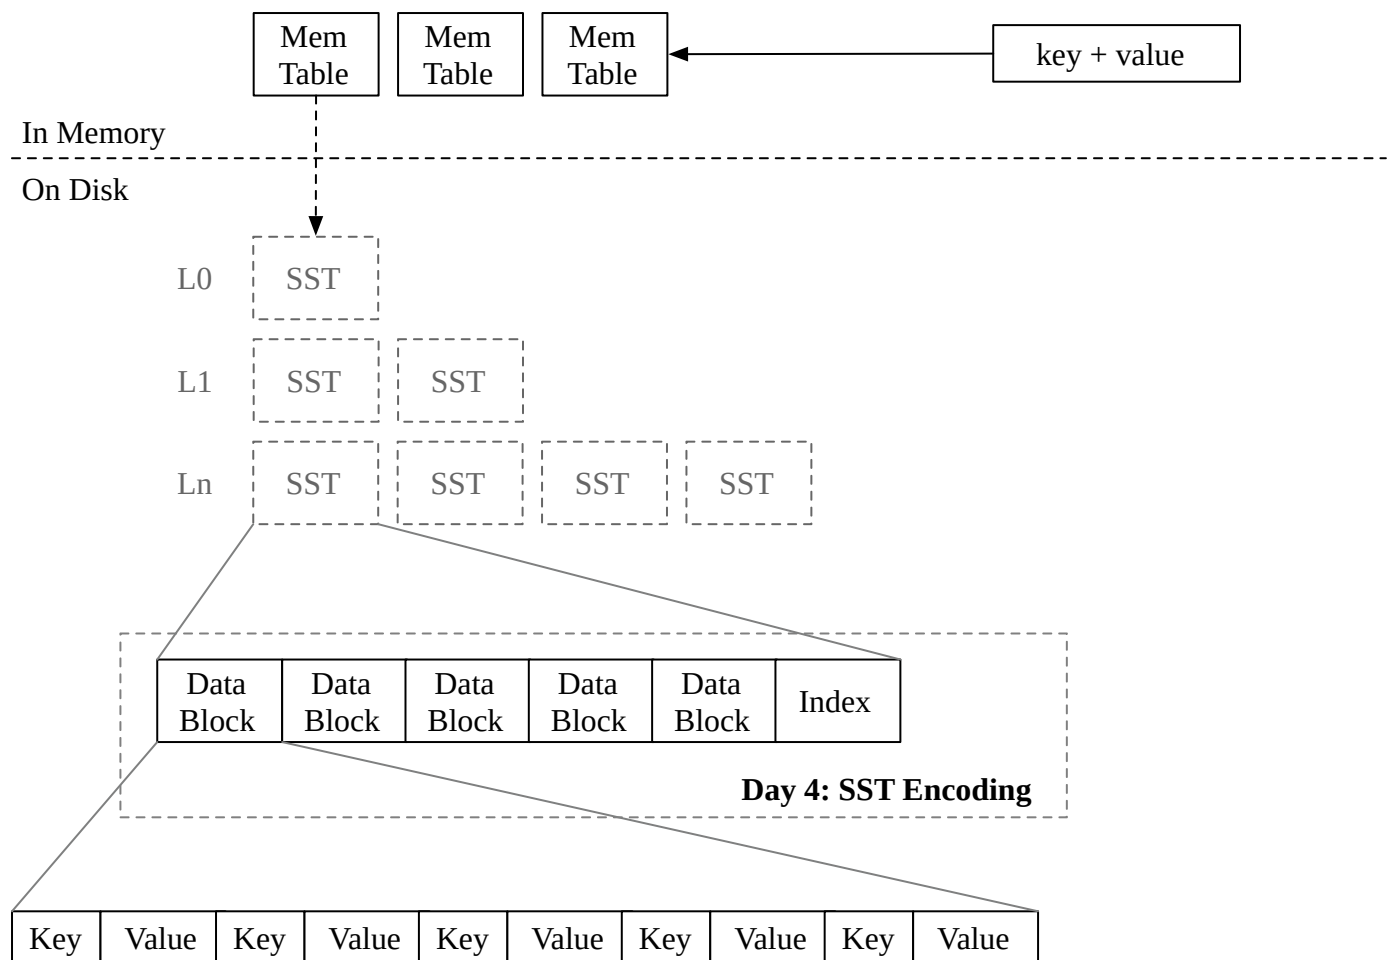 Mem
Table
Mem
Table
Mem
Table
key + value
In Memory
On Disk
L0
SST
L1
SST
SST
Ln
SST
SST
SST
SST
Data
Block
Data
Block
Data
Block
Data
Block
Data
Block
Index
Day 4: SST Encoding
Key
Value
Key
Value
Key
Value
Key
Value
Key
Value